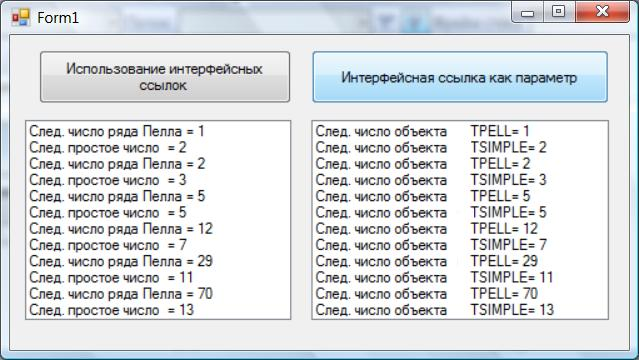 Form1
Использование интерфейсных
ссылок
Интерфейсная ссылка как параметр
След. число ряда Пелла = 1
След. простое число = 2
След. число ряда Пелла = 2
След. простое число = 3
След. число ряда Пелла = 5
След. простое число = 5
След. число ряда Пелла = 12
След. простое число = 7
След. число ряда Пелла = 29
След. простое число = 11
След. число ряда Пелла = 70
След. простое число = 13
След. число объекта TPELL= 1
След. число объекта TSIMPLE= 2
След. число объекта TPELL= 2
След. число объекта TSIMPLE= 3
След. число объекта TPELL= 5
След. число объекта TSIMPLE= 5
След. число объекта TPELL= 12
След. число объекта TSIMPLE= 7
След. число объекта TPELL= 29
След. число объекта TSIMPLE= 11
След. число объекта TPELL= 70
След. число объекта TSIMPLE= 13